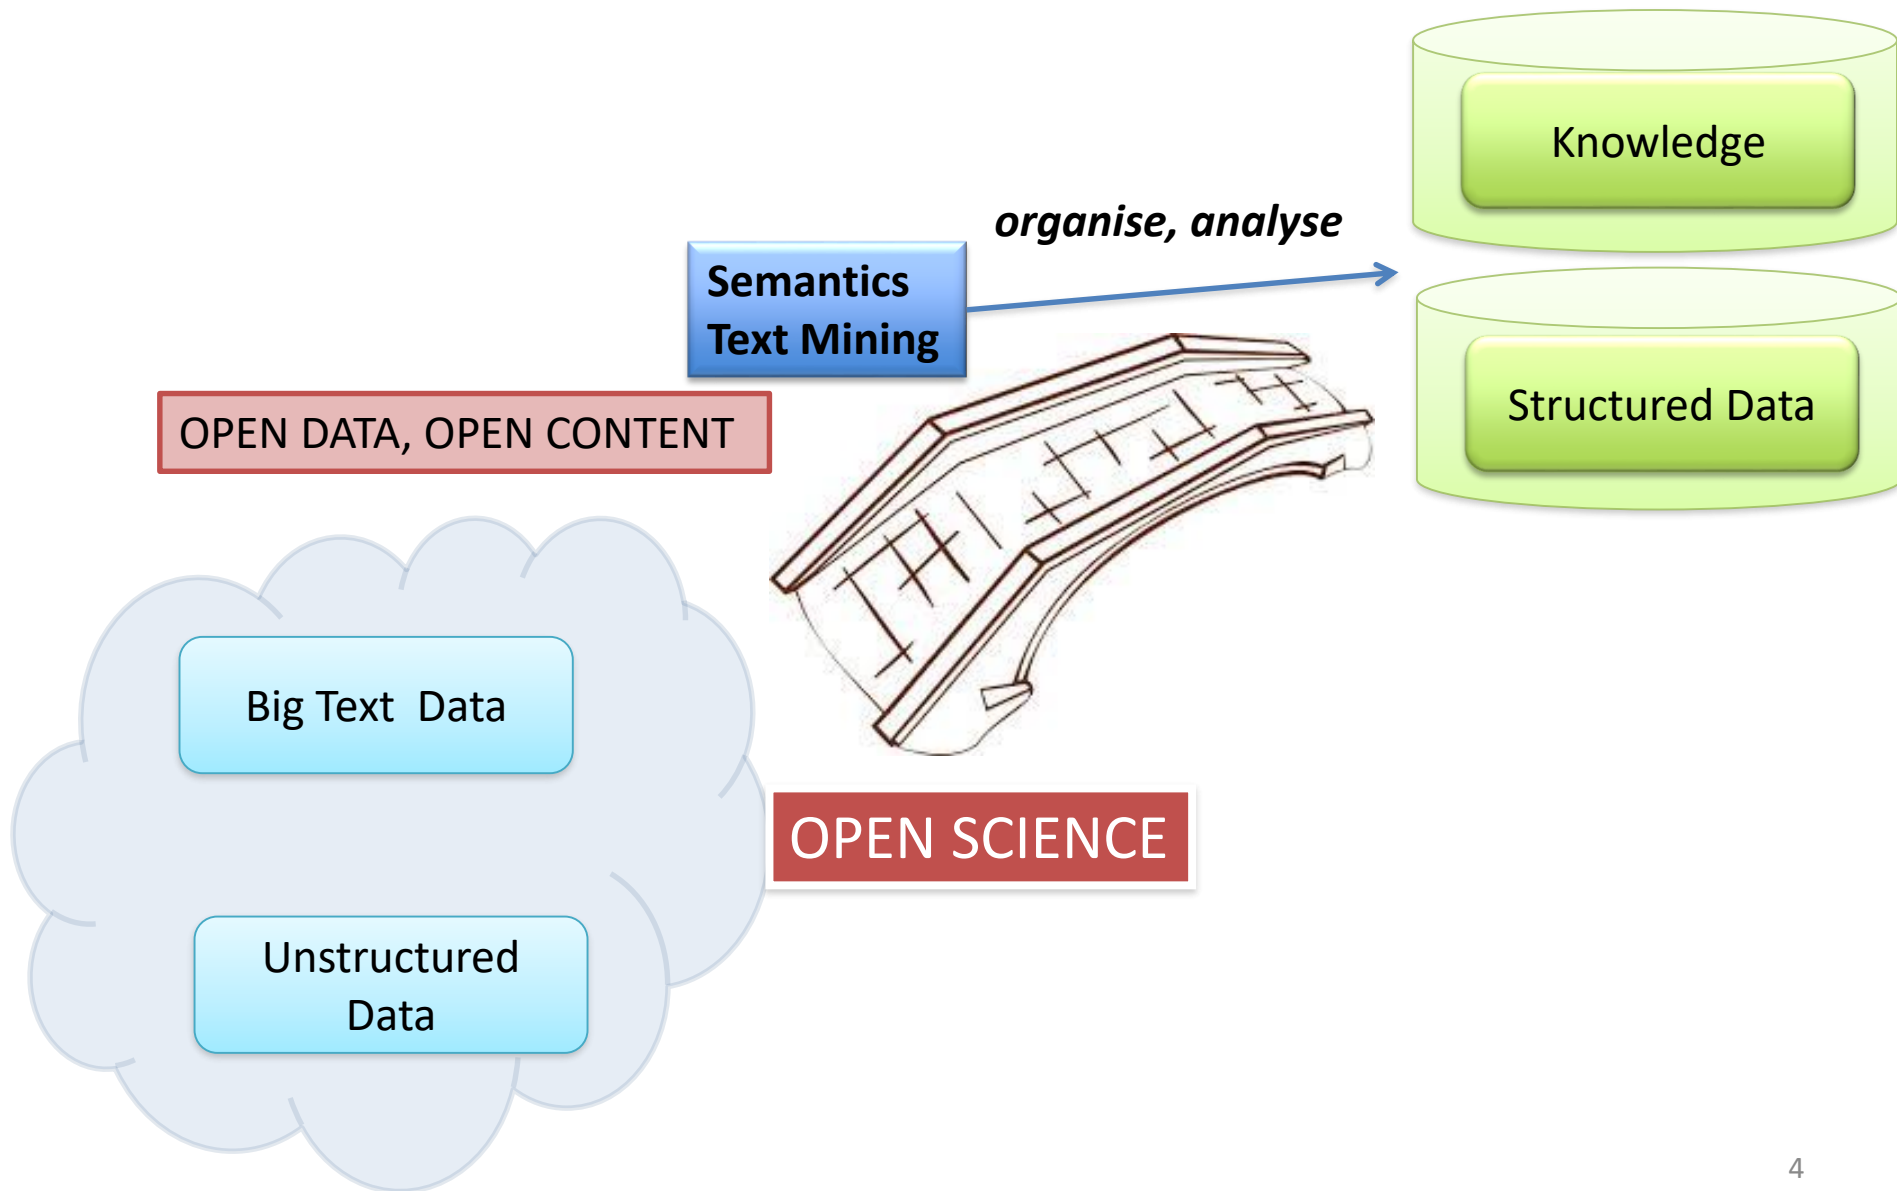 Knowledge
organise, analyse
Semantics
Text Mining
Structured Data
OPEN DATA, OPEN CONTENT
Big Text  Data
OPEN SCIENCE
Unstructured
Data
4